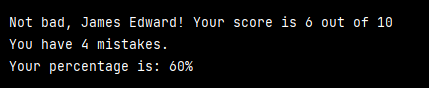 Not bad, James Edward! Your score is 6 out of 10
You have 4 mistakes.
Your percentage is: 60%